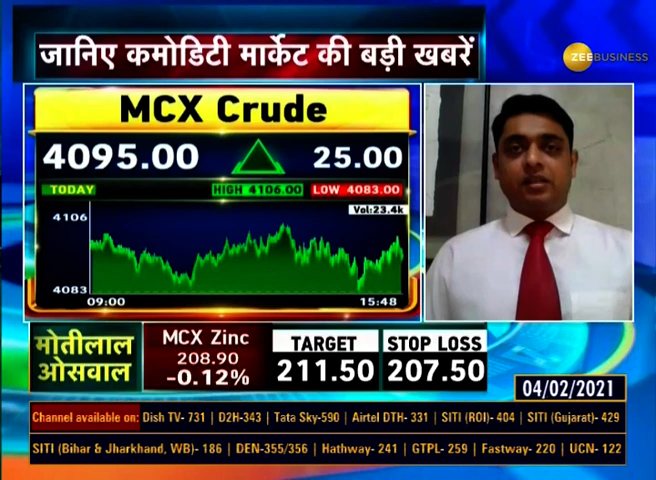 जानिए कमोडिटी मार्केट की बड़ी खबरें
ZEEBUSINESS
MCX Crude
4095.00 25.00
TODAY HIGH 4106.00 LOW 4083.00
Vol:23.4k
4106
4083
09:00 15:48
मोतीलाल ओसवाल
MCX Zinc
208.90
-0.12%
TARGET
211.50
STOP LOSS
207.50
04/02/2021
Channel available on: Dish TV- 731 | D2H-343 | Tata Sky-590 | Airtel DTH- 331 | SITI (ROI)- 404 | SITI (Gujarat)- 429
SITI (Bihar & Jharkhand, WB)- 186 | DEN-355/356 | Hathway- 241 | GTPL- 259 | Fastway- 220 | UCN- 122